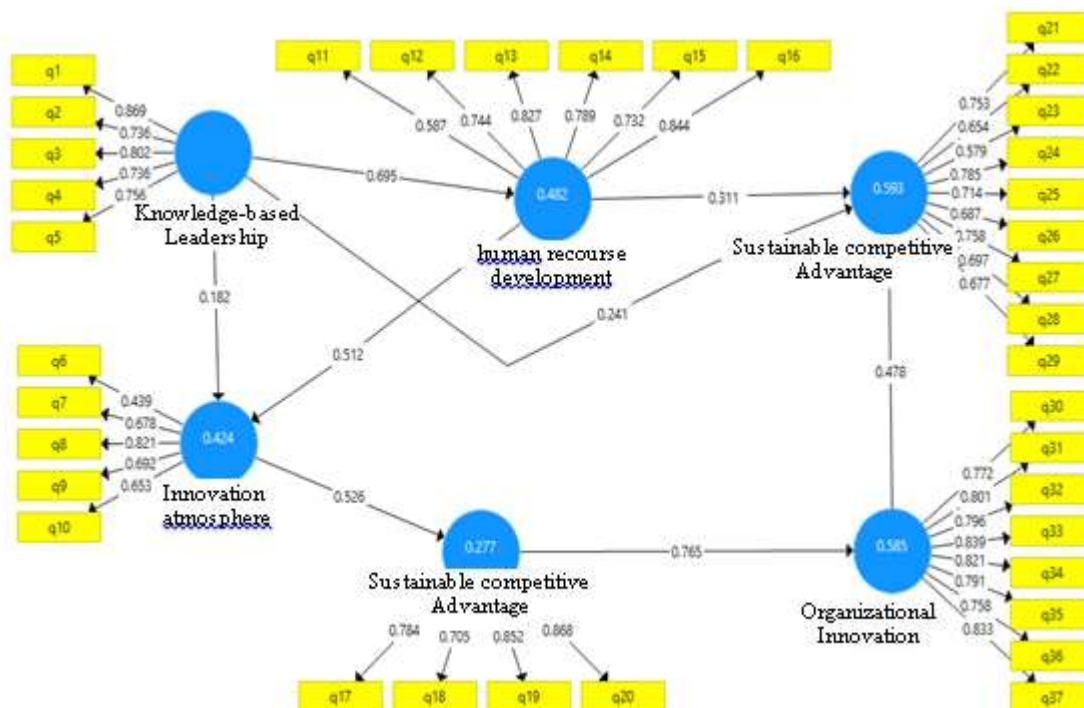 q1
q2
q3
q4
q5
0.869
0.736
0.802
0.736
0.756
Knowledge-based
Leadership
q11
q12
q13
q14
q15
q16
0.587
0.744
0.827
0.789
0.732
0.844
0.695
0.482
human recourse
development
0.311
0.593
Sustainable competitive
Advantage
q21
q22
q23
q24
q25
q26
q27
q28
q29
0.753
0.654
0.579
0.785
0.714
0.687
0.758
0.697
0.677
0.182
0.512
0.241
0.478
q6
q7
q8
q9
q10
0.439
0.678
0.821
0.692
0.653
0.424
Innovation
atmosphere
0.526
0.277
Sustainable competitive
Advantage
0.784
0.705
0.852
0.868
q17
q18
q19
q20
0.765
0.585
Organizational
Innovation
q30
q31
q32
q33
q34
q35
q36
q37
0.772
0.801
0.796
0.839
0.821
0.791
0.758
0.833